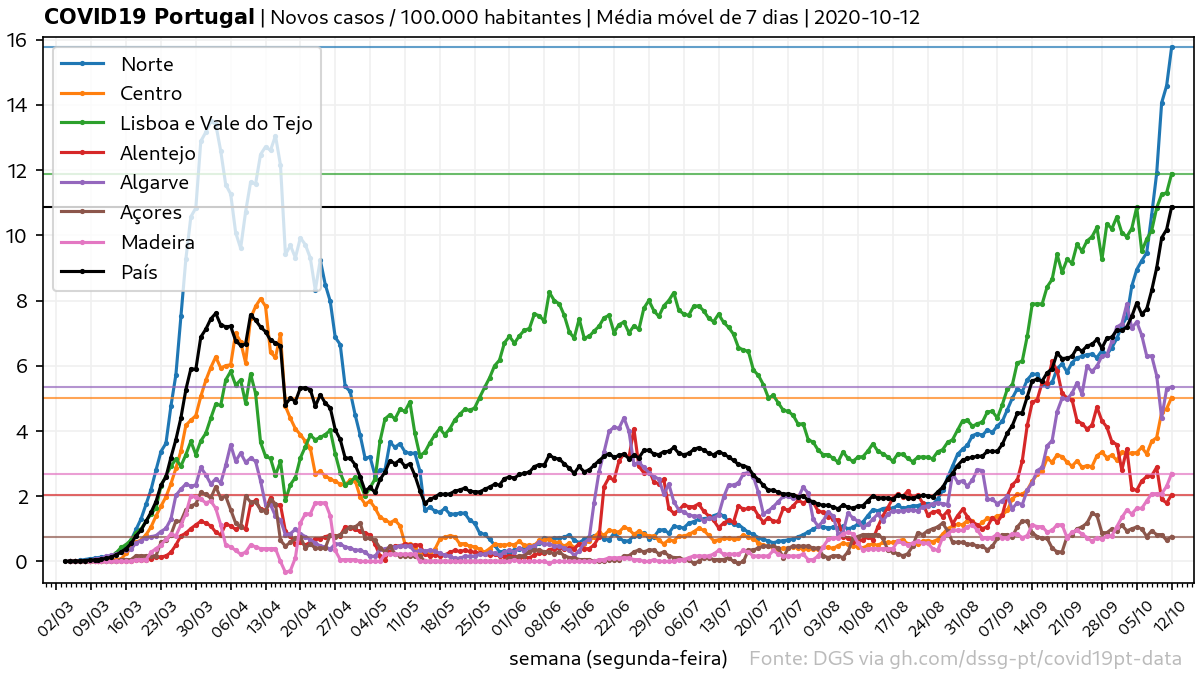 COVID19 Portugal | Novos casos / 100.000 habitantes | Média móvel de 7 dias | 2020-10-12
16
14
12
10
8
6
4
2
0
Norte
Centro
Lisboa e Vale do Tejo
Alentejo
Algarve
Açores
Madeira
País
02/03 09/03 16/03 23/03 30/03 06/04 13/04 20/04 27/04 04/05 11/05 18/05 25/05 01/06 08/06 15/06 22/06 29/06 06/07 13/07 20/07 27/07 03/08 10/08 17/08 24/08 31/08 07/09 14/09 21/09 28/09 05/10 12/10
semana (segunda-feira) Fonte: DGS via gh.com/dssg-pt/covid19pt-data